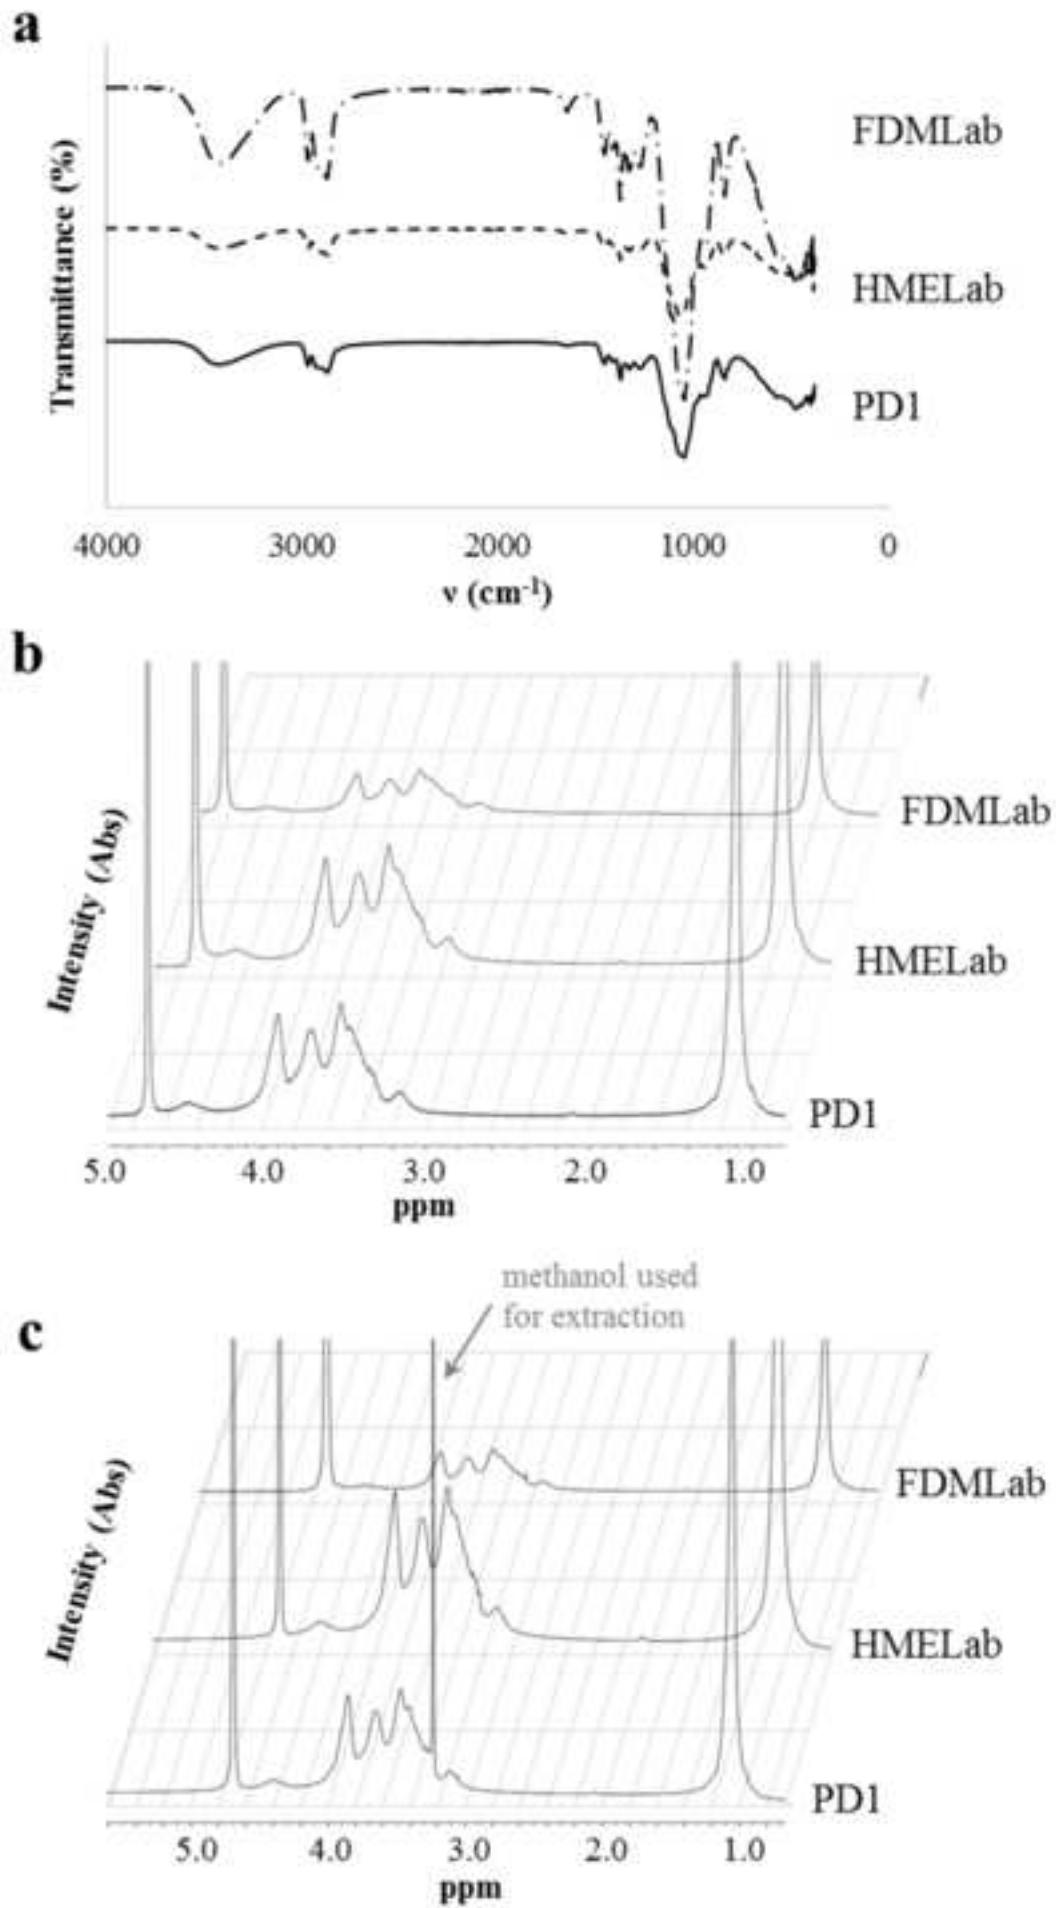 a
Transmittance (%)
FDMLab
HMELab
PD1
4000 3000 2000 1000 0
ν (cm⁻¹)
b
Intensity (Abs)
FDMLab
HMELab
PD1
5.0 4.0 3.0 2.0 1.0
ppm
methanol used
for extraction
c
Intensity (Abs)
FDMLab
HMELab
PD1
5.0 4.0 3.0 2.0 1.0
ppm